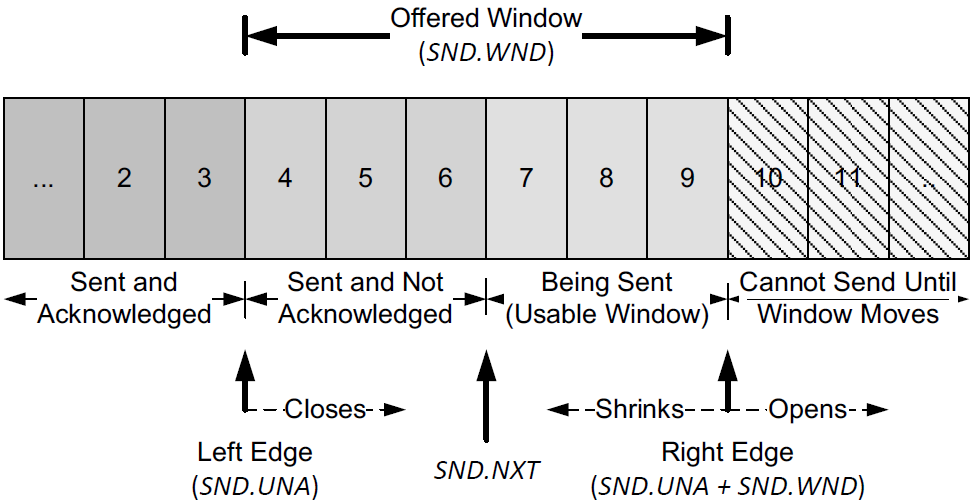 Offered Window
(SND.WND)
... 2 3 4 5 6 7 8 9 10 11 ..
Sent and Acknowledged
Sent and Not Acknowledged
Being Sent (Usable Window)
Cannot Send Until Window Moves
Closes
Shrinks
Opens
Left Edge
(SND.UNA)
SND.NXT
Right Edge
(SND.UNA + SND.WND)